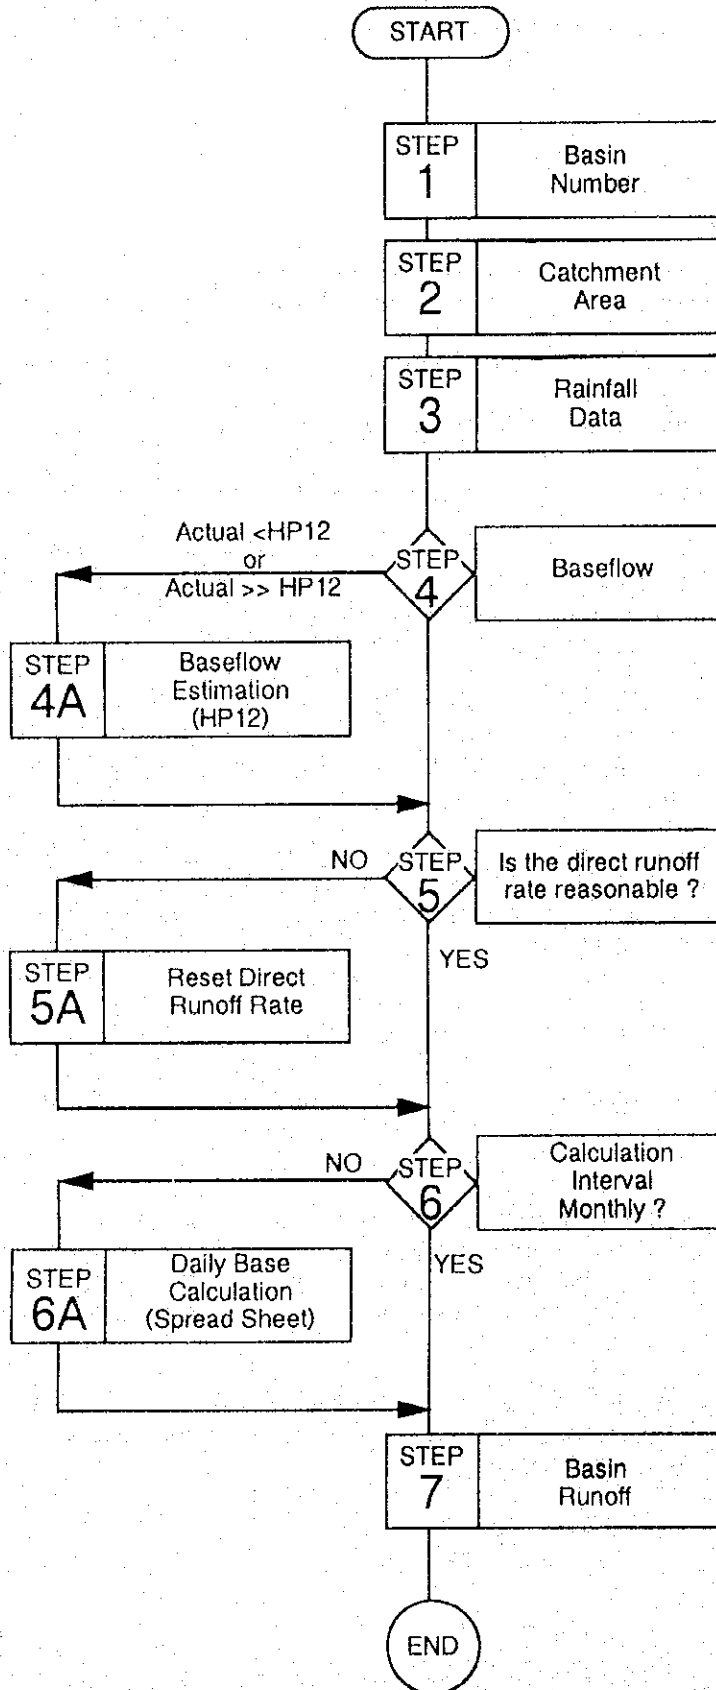 START
STEP
1
Basin
Number
STEP
2
Catchment
Area
STEP
3
Rainfall
Data
Actual <HP12
or
Actual >> HP12
STEP
4
Baseflow
STEP
4A
Baseflow
Estimation
(HP12)
NO
STEP
5
Is the direct runoff
rate reasonable ?
YES
STEP
5A
Reset Direct
Runoff Rate
NO
STEP
6
Calculation
Interval
Monthly ?
YES
STEP
6A
Daily Base
Calculation
(Spread Sheet)
STEP
7
Basin
Runoff
END